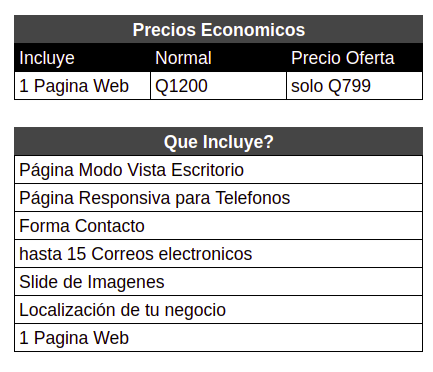 Precios Economicos
Incluye Normal Precio Oferta
1 Pagina Web Q1200 solo Q799
Que Incluye?
Página Modo Vista Escritorio
Página Responsiva para Telefonos
Forma Contacto
hasta 15 Correos electronicos
Slide de Imagenes
Localización de tu negocio
1 Pagina Web